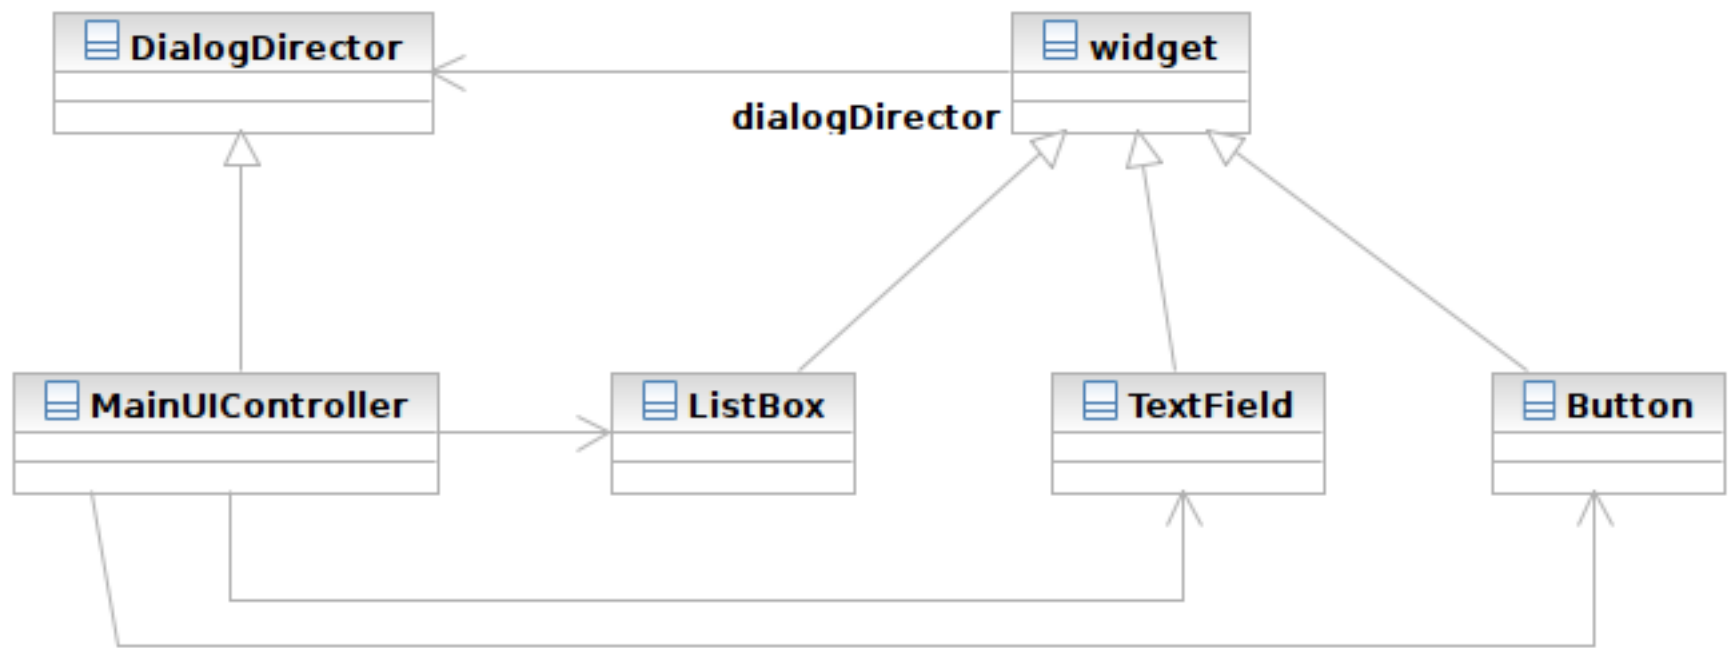 DialogDirector
widget
dialogDirector
MainUIController
ListBox
TextField
Button